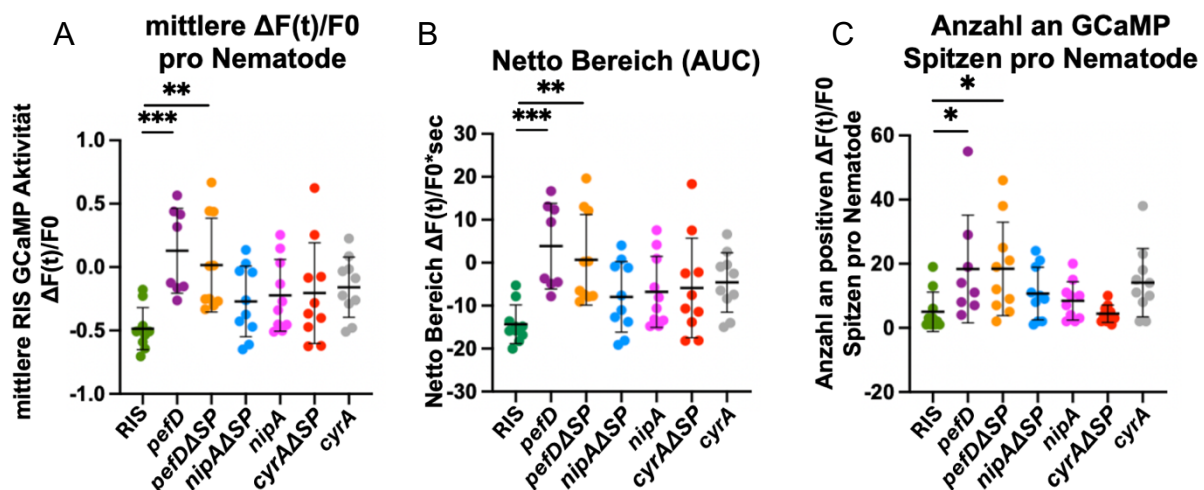 A
mittlere ΔF(t)/F0
pro Nematode
**
***
mittlere RIS GCaMP Aktivität
ΔF(t)/F0
1.0
0.5
0.0
-0.5
-1.0
RIS
pefD
pefDΔSP
nipAΔSP
nipA
cyrAΔSP
cyrA
B
Netto Bereich (AUC)
**
***
Netto Bereich ΔF(t)/F0*sec
30
20
10
0
-10
-20
-30
RIS
pefD
pefDΔSP
nipAΔSP
nipA
cyrAΔSP
cyrA
C
Anzahl an GCaMP
Spitzen pro Nematode
*
*
Anzahl an positiven ΔF(t)/F0
Spitzen pro Nematode
60
40
20
0
-20
RIS
pefD
pefDΔSP
nipAΔSP
nipA
cyrAΔSP
cyrA